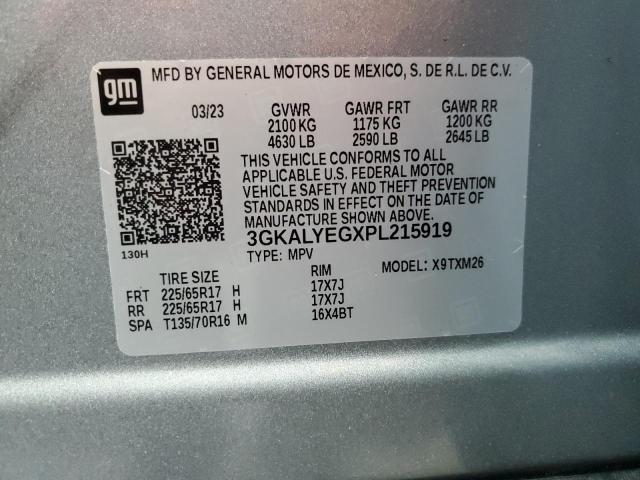 gm
MFD BY GENERAL MOTORS DE MEXICO, S. DE R.L. DE C.V.
03/23 GVWR GAWR FRT GAWR RR
2100 KG 1175 KG 1200 KG
4630 LB 2590 LB 2645 LB
THIS VEHICLE CONFORMS TO ALL
APPLICABLE U.S. FEDERAL MOTOR
VEHICLE SAFETY AND THEFT PREVENTION
STANDARDS IN EFFECT ON THE DATE OF
MANUFACTURE SHOWN ABOVE.
3GKALYEGXPL215919
130H
TYPE: MPV MODEL: X9TXM26
TIRE SIZE RIM
FRT 225/65R17 H 17X7J
RR 225/65R17 H 17X7J
SPA T135/70R16 M 16X4BT